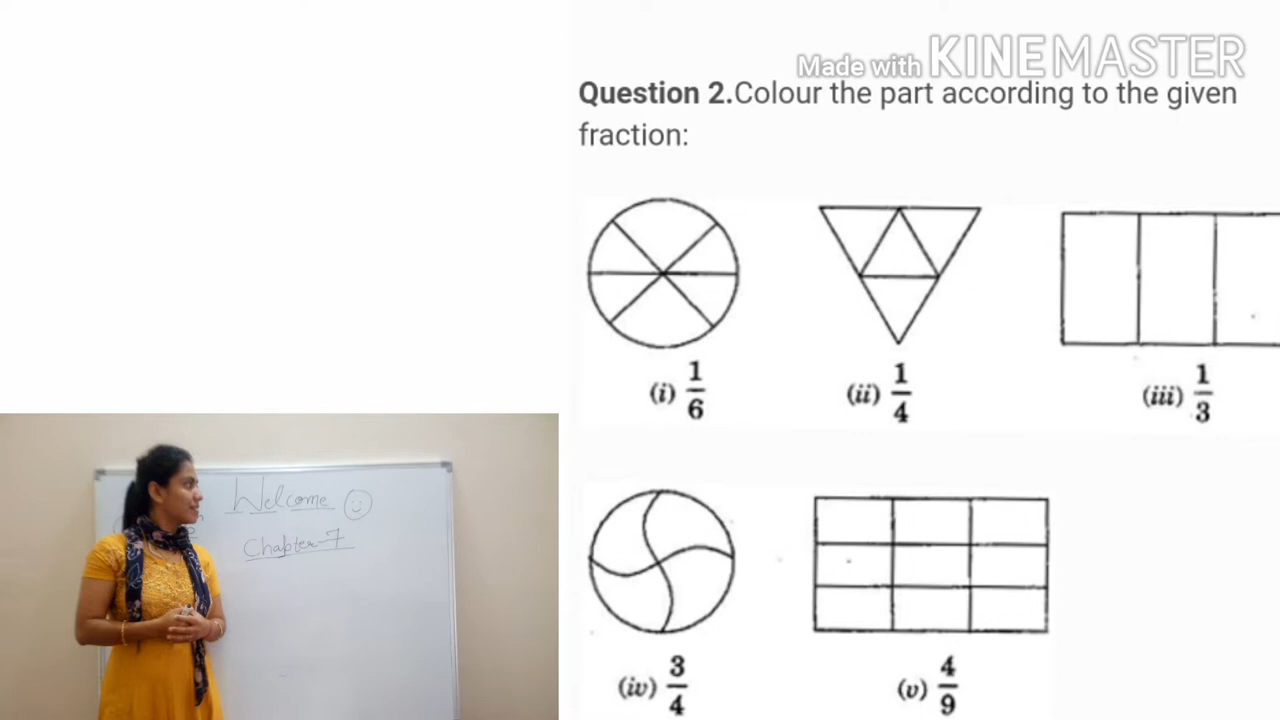 Made with KINEMASTER
Question 2.Colour the part according to the given
fraction:
(i) 1/6
(ii) 1/4
(iii) 1/3
(iv) 3/4
(v) 4/9
Welcome
Chapter-7